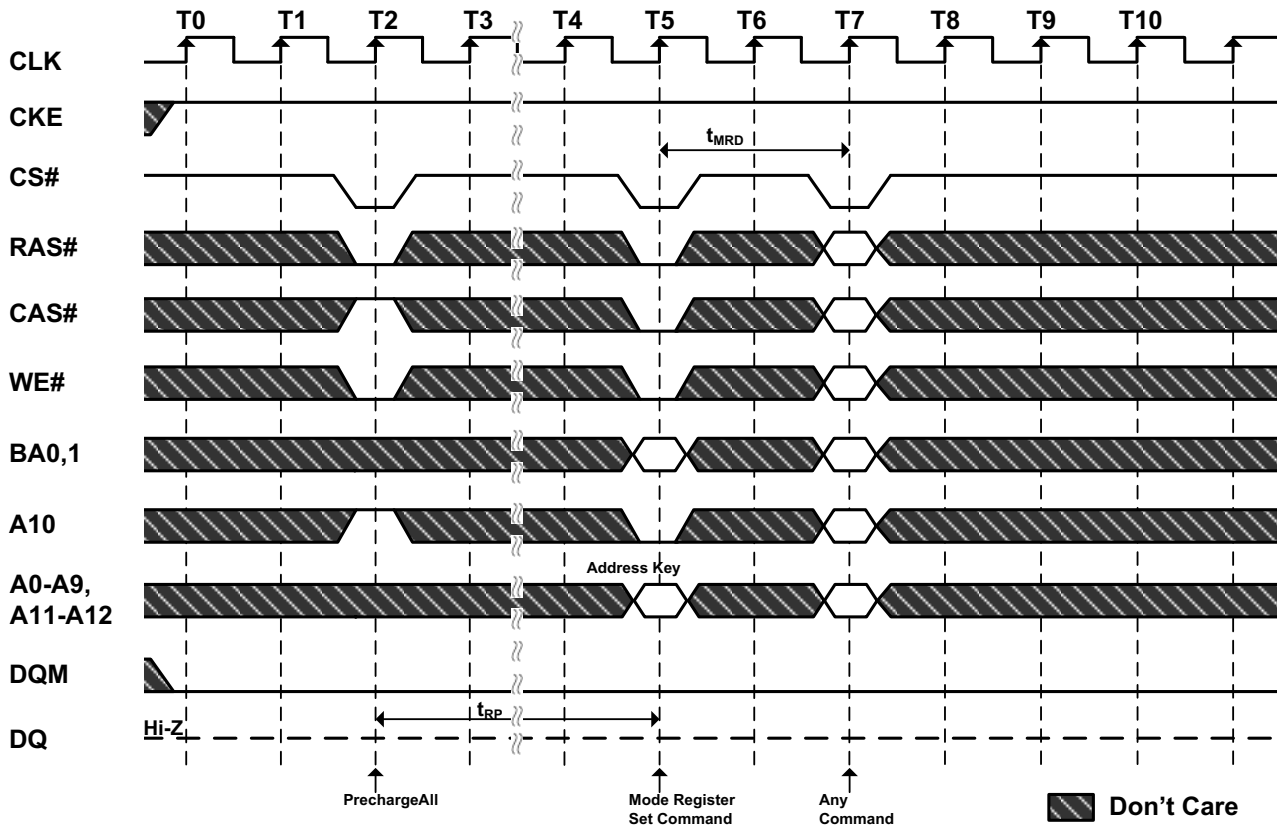 T0 T1 T2 T3 T4 T5 T6 T7 T8 T9 T10
CLK
CKE
tMRD
CS#
RAS#
CAS#
WE#
BA0,1
A10
Address Key
A0-A9,
A11-A12
DQM
tRP
Hi-Z
DQ
PrechargeAll
Mode Register
Set Command
Any
Command
Don't Care